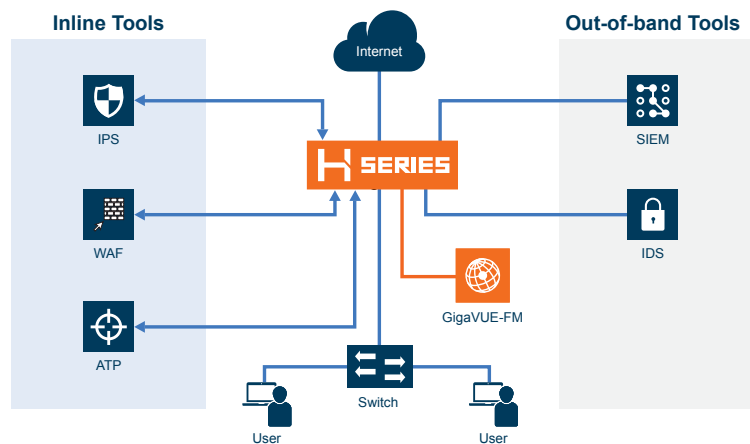 Inline Tools
Internet
Out-of-band Tools
IPS
SIEM
H SERIES
WAF
IDS
GigaVUE-FM
ATP
Switch
User
User